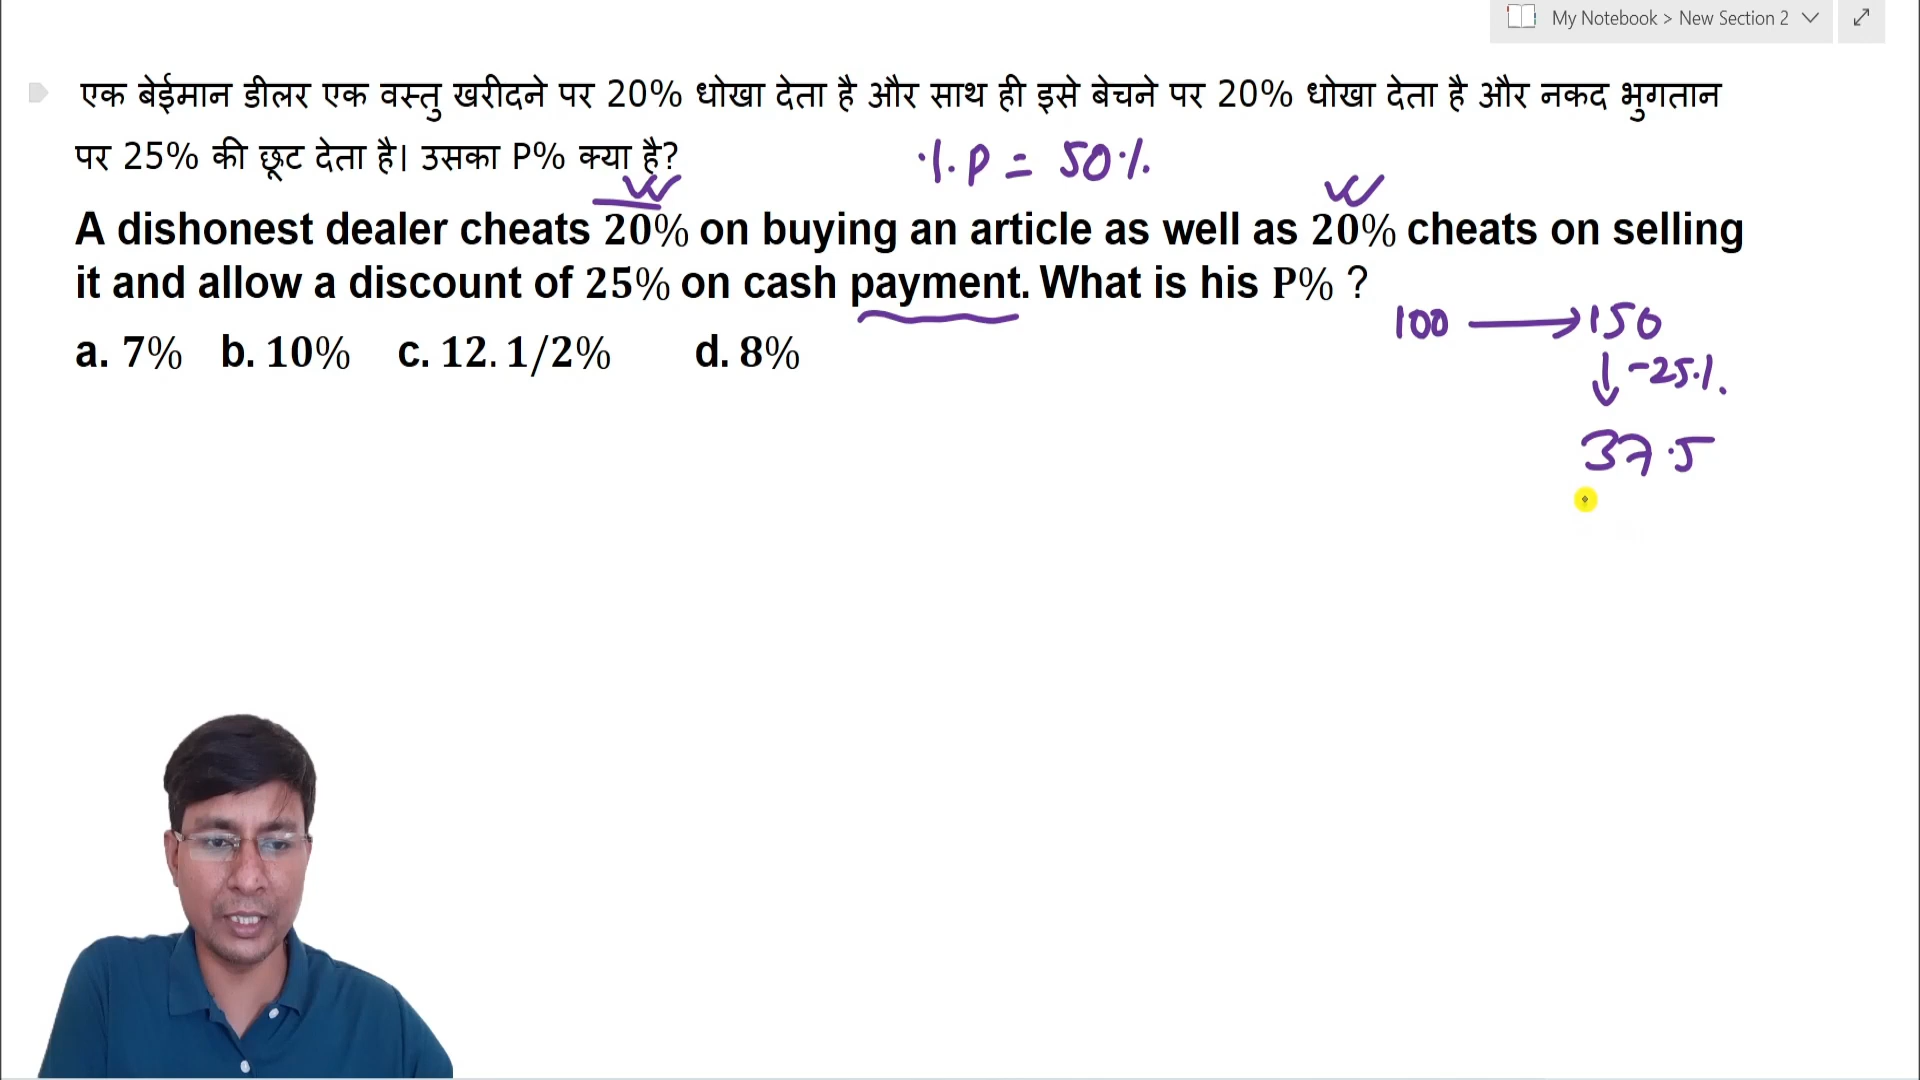 My Notebook > New Section 2
एक बेईमान डीलर एक वस्तु खरीदने पर 20% धोखा देता है और साथ ही इसे बेचने पर 20% धोखा देता है और नकद भुगतान
पर 25% की छूट देता है। उसका P% क्या है?
·/. P = 50·/.
A dishonest dealer cheats 20% on buying an article as well as 20% cheats on selling
it and allow a discount of 25% on cash payment. What is his P% ?
100 → 150
↓ -25·/.
a. 7% b. 10% c. 12. 1/2% d. 8%
37.5